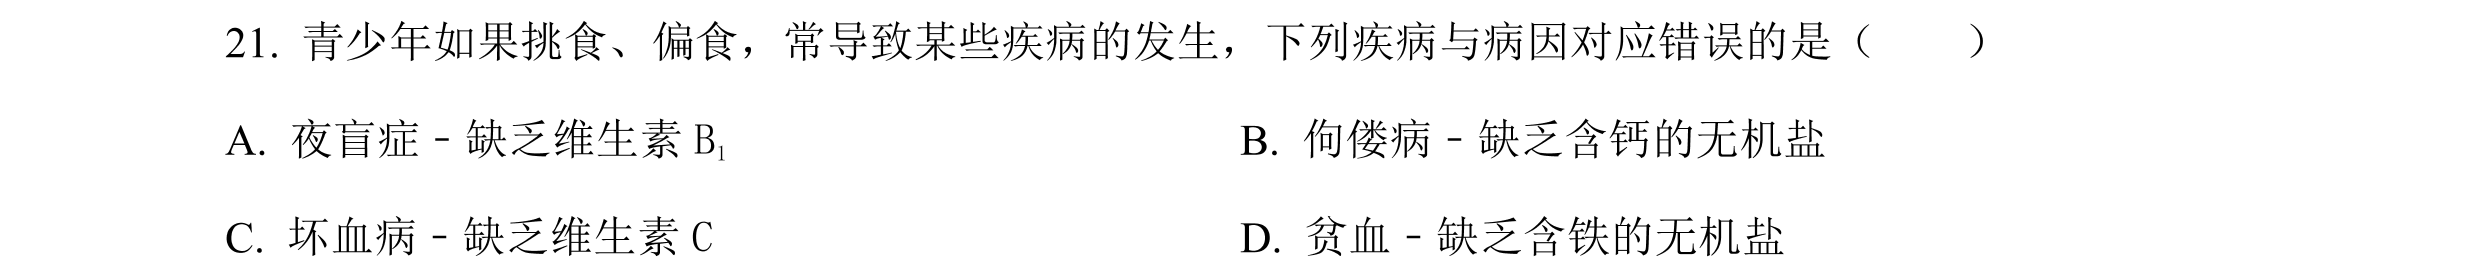 21. 青少年如果挑食、偏食，常导致某些疾病的发生，下列疾病与病因对应错误的是（　　）
A. 夜盲症﹣缺乏维生素 B₁　　B. 佝偻病﹣缺乏含钙的无机盐
C. 坏血病﹣缺乏维生素 C　　D. 贫血﹣缺乏含铁的无机盐